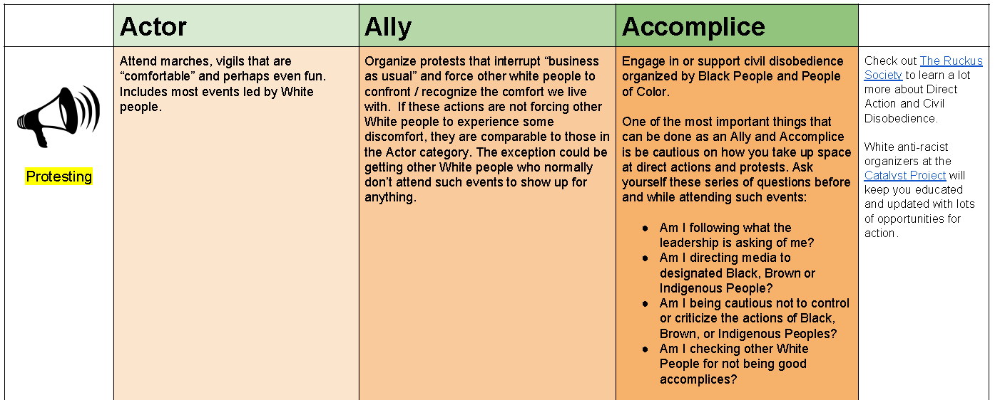 Actor
Ally
Accomplice
Protesting
Attend marches, vigils that are
“comfortable” and perhaps even fun.
Includes most events led by White
people.
Organize protests that interrupt “business
as usual” and force other white people to
confront / recognize the comfort we live
with.  If these actions are not forcing other
White people to experience some
discomfort, they are comparable to those in
the Actor category. The exception could be
getting other White people who normally
don’t attend such events to show up for
anything.
Engage in or support civil disobedience
organized by Black People and People
of Color.
One of the most important things that
can be done as an Ally and Accomplice
is be cautious on how you take up space
at direct actions and protests. Ask
yourself these series of questions before
and while attending such events:
● Am I following what the
leadership is asking of me?
● Am I directing media to
designated Black, Brown or
Indigenous People?
● Am I being cautious not to control
or criticize the actions of Black,
Brown, or Indigenous Peoples?
● Am I checking other White
People for not being good
accomplices?
Check out The Ruckus
Society to learn a lot
more about Direct
Action and Civil
Disobedience.
White anti-racist
organizers at the
Catalyst Project will
keep you educated
and updated with lots
of opportunities for
action.